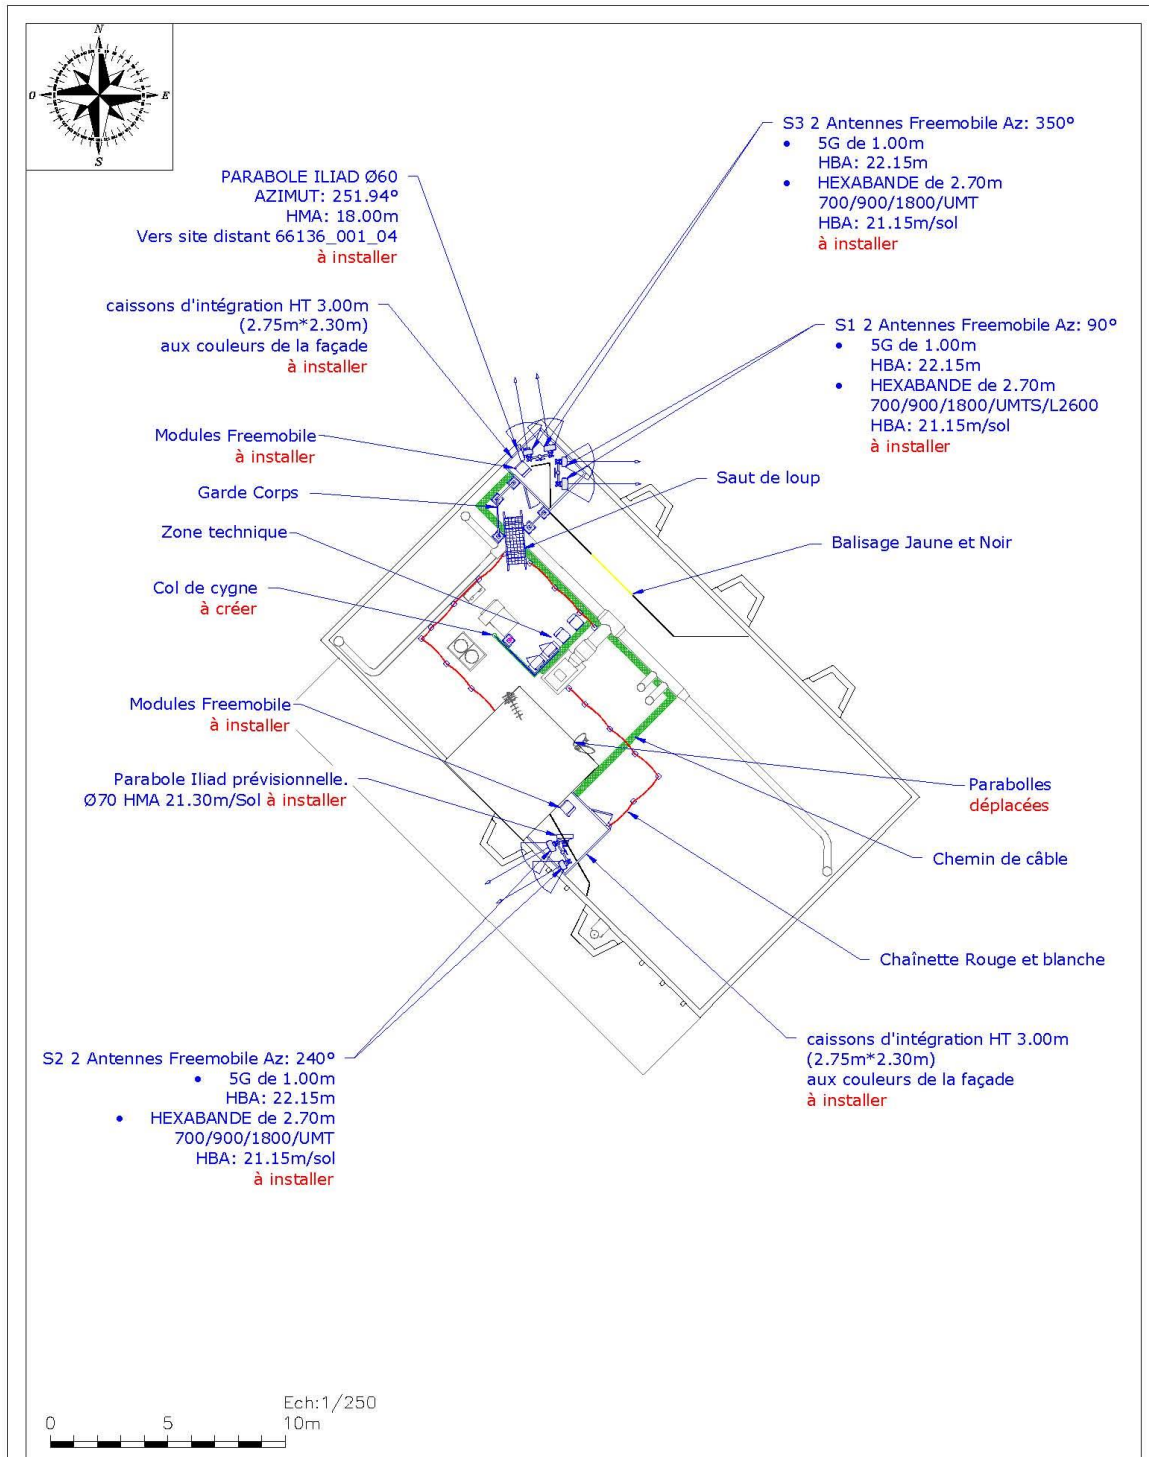 N
O
E
S
S3 2 Antennes Freemobile Az: 350°
• 5G de 1.00m
HBA: 22.15m
• HEXABANDE de 2.70m
700/900/1800/UMT
HBA: 21.15m/sol
à installer
PARABOLE ILIAD Ø60
AZIMUT: 251.94°
HMA: 18.00m
Vers site distant 66136_001_04
à installer
caissons d'intégration HT 3.00m
(2.75m*2.30m)
aux couleurs de la façade
à installer
S1 2 Antennes Freemobile Az: 90°
• 5G de 1.00m
HBA: 22.15m
• HEXABANDE de 2.70m
700/900/1800/UMTS/L2600
HBA: 21.15m/sol
à installer
Modules Freemobile
à installer
Saut de loup
Garde Corps
Zone technique
Balisage Jaune et Noir
Col de cygne
à créer
Modules Freemobile
à installer
Parabole Iliad prévisionnelle.
Ø70 HMA 21.30m/Sol à installer
Parabolles
déplacées
Chemin de câble
Chaînette Rouge et blanche
caissons d'intégration HT 3.00m
(2.75m*2.30m)
aux couleurs de la façade
à installer
S2 2 Antennes Freemobile Az: 240°
• 5G de 1.00m
HBA: 22.15m
• HEXABANDE de 2.70m
700/900/1800/UMT
HBA: 21.15m/sol
à installer
Ech:1/250
0 5 10m